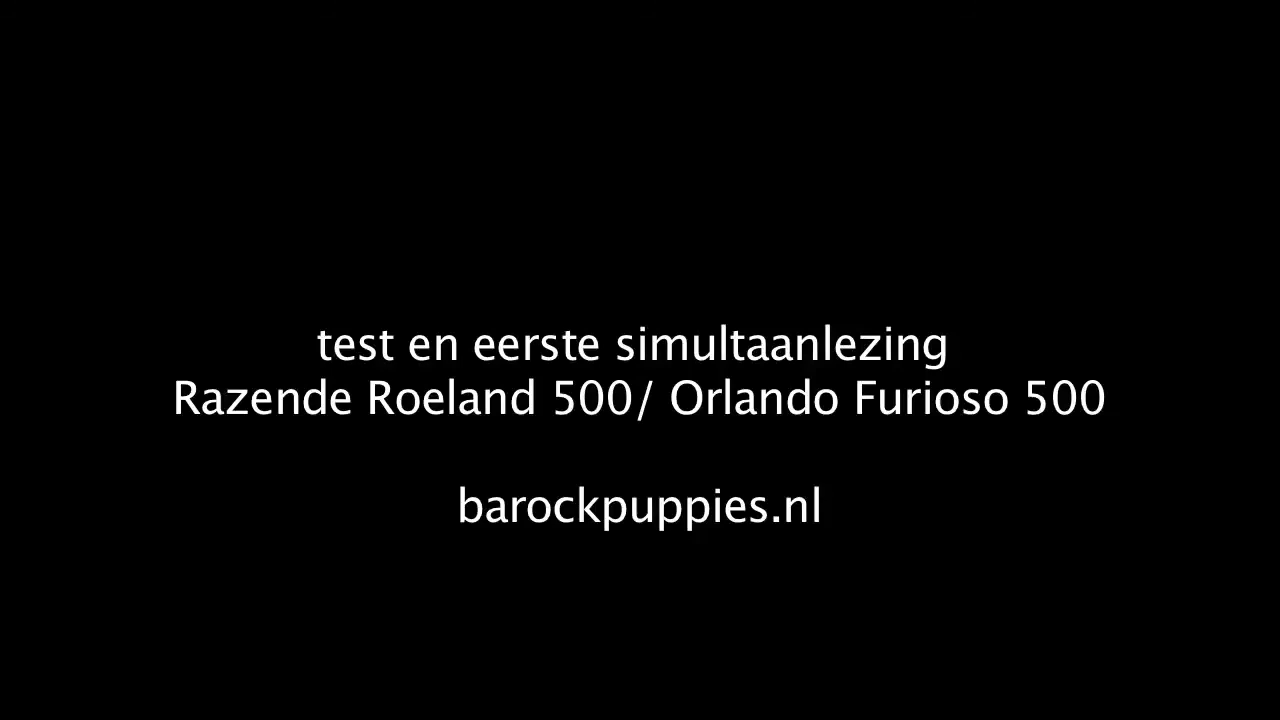 test en eerste simultaanlezing
Razende Roeland 500/ Orlando Furioso 500
barockpuppies.nl